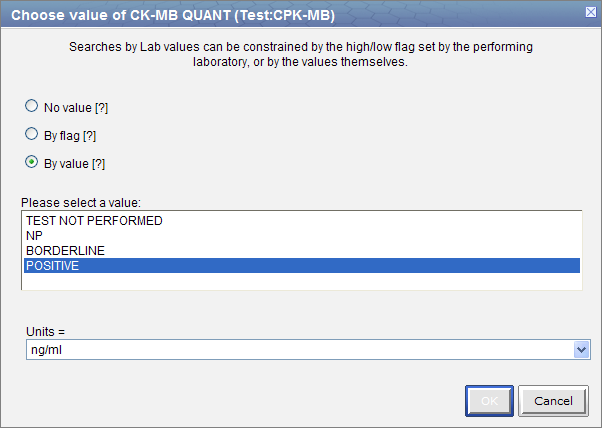 Choose value of CK-MB QUANT (Test:CPK-MB)
Searches by Lab values can be constrained by the high/low flag set by the performing
laboratory, or by the values themselves.
No value [?]
By flag [?]
By value [?]
Please select a value:
TEST NOT PERFORMED
NP
BORDERLINE
POSITIVE
Units =
ng/ml
OK
Cancel